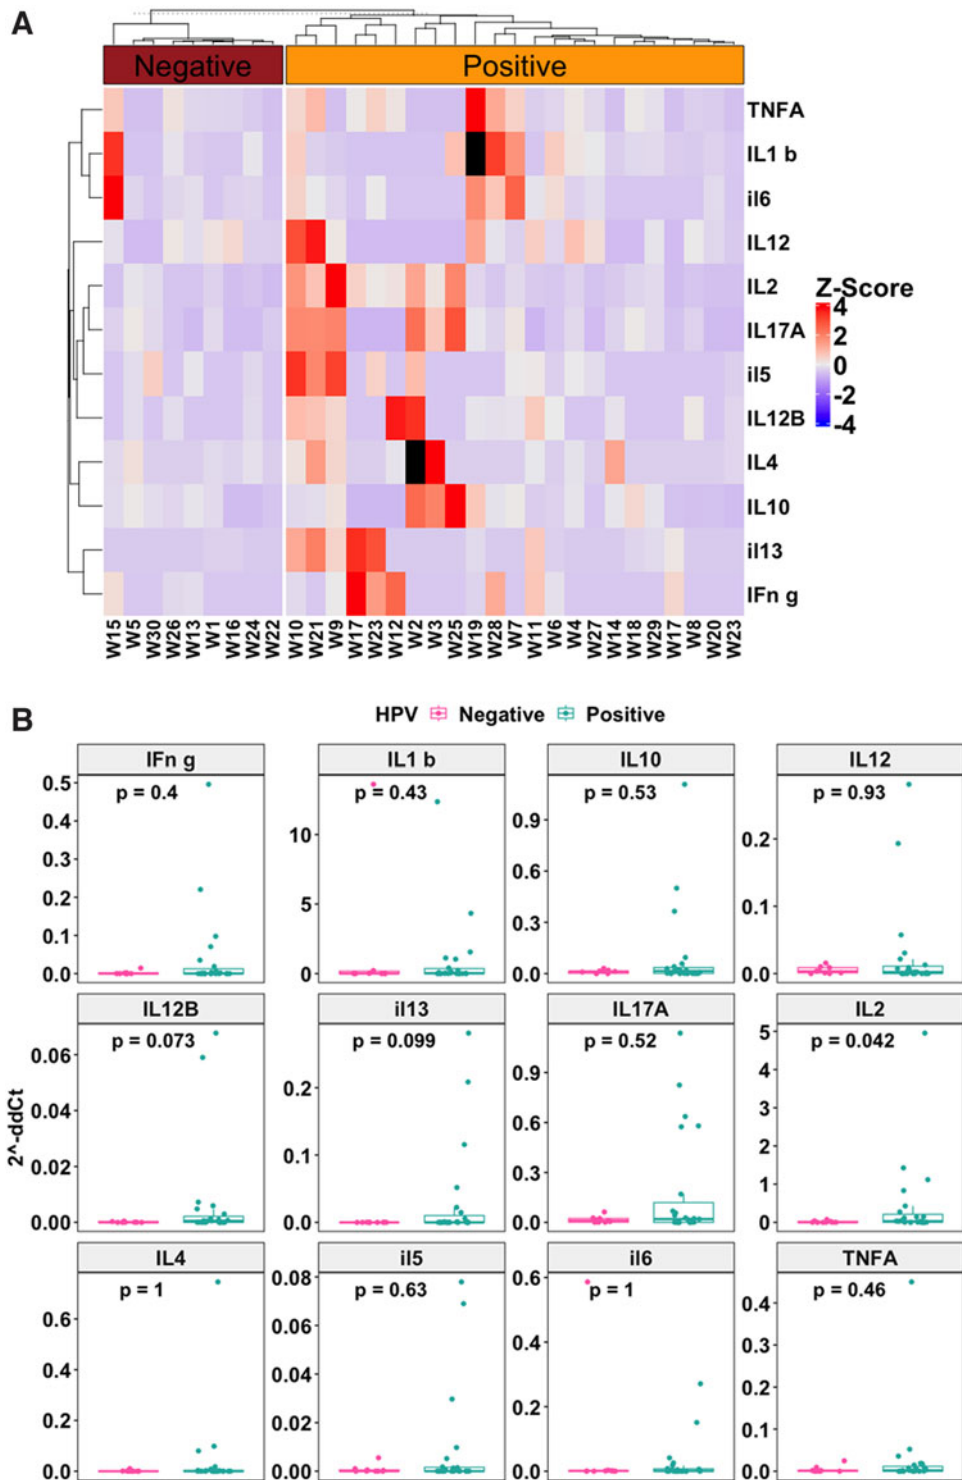 A
Negative Positive
TNFA
IL1 b
il6
IL12
IL2
IL17A
il5
IL12B
IL4
IL10
il13
IFn g
Z-Score
4
2
0
-2
-4
W15 W5 W30 W26 W13 W1 W16 W24 W22 W10 W21 W9 W17 W23 W12 W2 W3 W25 W19 W28 W7 W11 W6 W4 W27 W14 W18 W29 W17 W8 W20 W23
B
HPV Negative Positive
IFn g IL1 b IL10 IL12
p = 0.4 p = 0.43 p = 0.53 p = 0.93
0.5 0.4 0.3 0.2 0.1 0.0
10 5 0
0.9 0.6 0.3 0.0
0.2 0.1 0.0
IL12B il13 IL17A IL2
p = 0.073 p = 0.099 p = 0.52 p = 0.042
0.06 0.04 0.02 0.00
0.2 0.1 0.0
0.9 0.6 0.3 0.0
5 4 3 2 1 0
2^-ddCt
IL4 il5 il6 TNFA
p = 1 p = 0.63 p = 1 p = 0.46
0.6 0.4 0.2 0.0
0.08 0.06 0.04 0.02 0.00
0.6 0.4 0.2 0.0
0.4 0.3 0.2 0.1 0.0